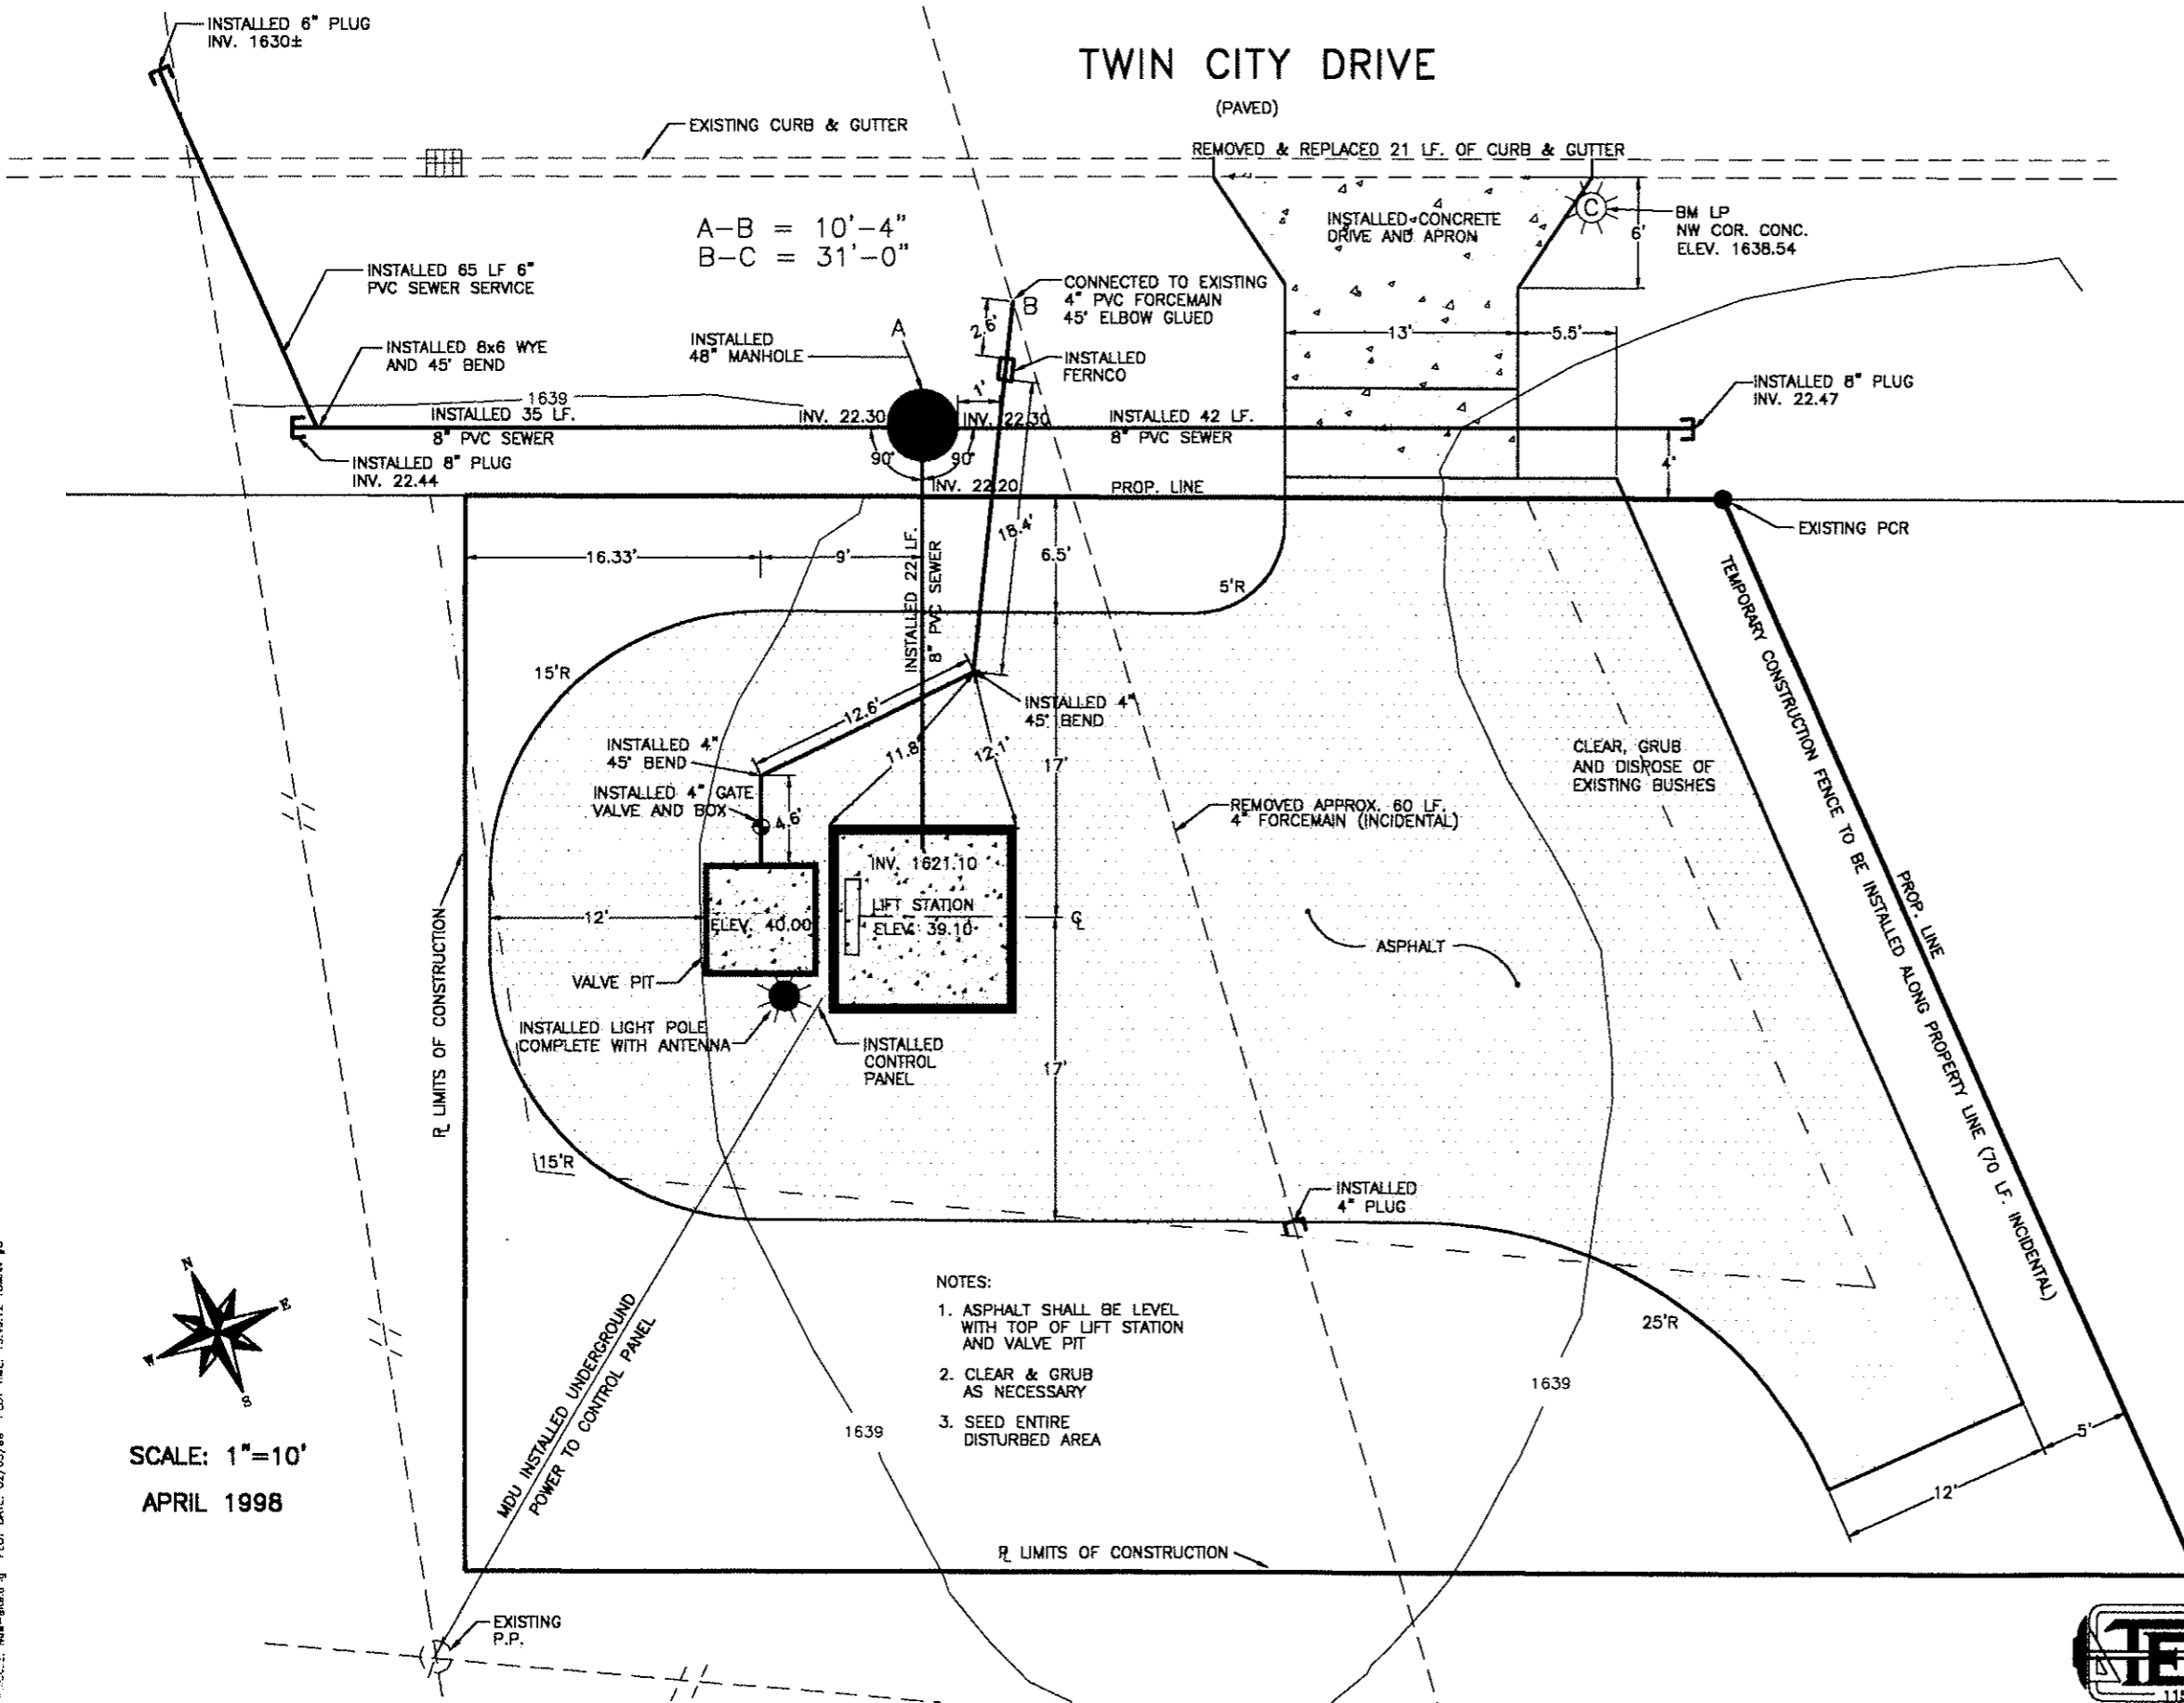 INSTALLED 6" PLUG
INV. 1630±
TWIN CITY DRIVE
(PAVED)
EXISTING CURB & GUTTER
REMOVED & REPLACED 21 LF. OF CURB & GUTTER
A-B = 10'-4"
B-C = 31'-0"
INSTALLED CONCRETE
DRIVE AND APRON
C
6'
BM LP
NW COR. CONC.
ELEV. 1638.54
INSTALLED 65 LF 6"
PVC SEWER SERVICE
CONNECTED TO EXISTING
4" PVC FORCEMAIN
45° ELBOW GLUED
B
2.6'
A
INSTALLED
48" MANHOLE
INSTALLED 8x6 WYE
AND 45° BEND
INSTALLED
FERNCO
13'
5.5'
1'
INSTALLED 8" PLUG
INV. 22.47
1639
INSTALLED 35 LF.
8" PVC SEWER
INV. 22.30
INV. 22.30
INSTALLED 42 LF.
8" PVC SEWER
INSTALLED 8" PLUG
INV. 22.44
90°
90°
4'
INV. 22.20
PROP. LINE
EXISTING PCR
16.33'
9'
18.4'
6.5'
5'R
INSTALLED 22 LF.
8" PVC SEWER
15'R
12.6'
INSTALLED 4"
45° BEND
INSTALLED 4"
45° BEND
11.8'
12.1'
17'
CLEAR, GRUB
AND DISPOSE OF
EXISTING BUSHES
INSTALLED 4" GATE
VALVE AND BOX
4.6'
REMOVED APPROX. 60 LF.
4" FORCEMAIN (INCIDENTAL)
TEMPORARY CONSTRUCTION FENCE TO BE INSTALLED ALONG PROPERTY LINE (70 LF. INCIDENTAL)
PROP. LINE
INV. 1621.10
LIFT STATION
ELEV. 39.10
12'
ELEV. 40.00
℄
ASPHALT
VALVE PIT
INSTALLED LIGHT POLE
COMPLETE WITH ANTENNA
INSTALLED
CONTROL
PANEL
17'
PL LIMITS OF CONSTRUCTION
15'R
INSTALLED
4" PLUG
N
E
W
S
NOTES:
1. ASPHALT SHALL BE LEVEL
WITH TOP OF LIFT STATION
AND VALVE PIT
2. CLEAR & GRUB
AS NECESSARY
3. SEED ENTIRE
DISTURBED AREA
25'R
1639
1639
MDU INSTALLED UNDERGROUND
POWER TO CONTROL PANEL
5'
12'
SCALE: 1"=10'
APRIL 1998
PL LIMITS OF CONSTRUCTION
EXISTING
P.P.